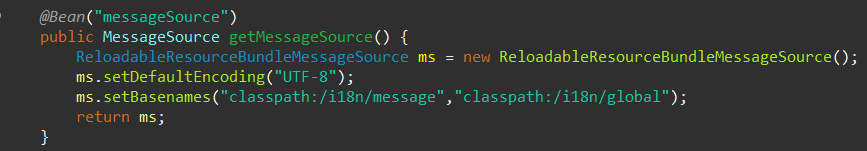 @Bean("messageSource")
public MessageSource getMessageSource() {
ReloadableResourceBundleMessageSource ms = new ReloadableResourceBundleMessageSource();
ms.setDefaultEncoding("UTF-8");
ms.setBasenames("classpath:/i18n/message","classpath:/i18n/global");
return ms;
}